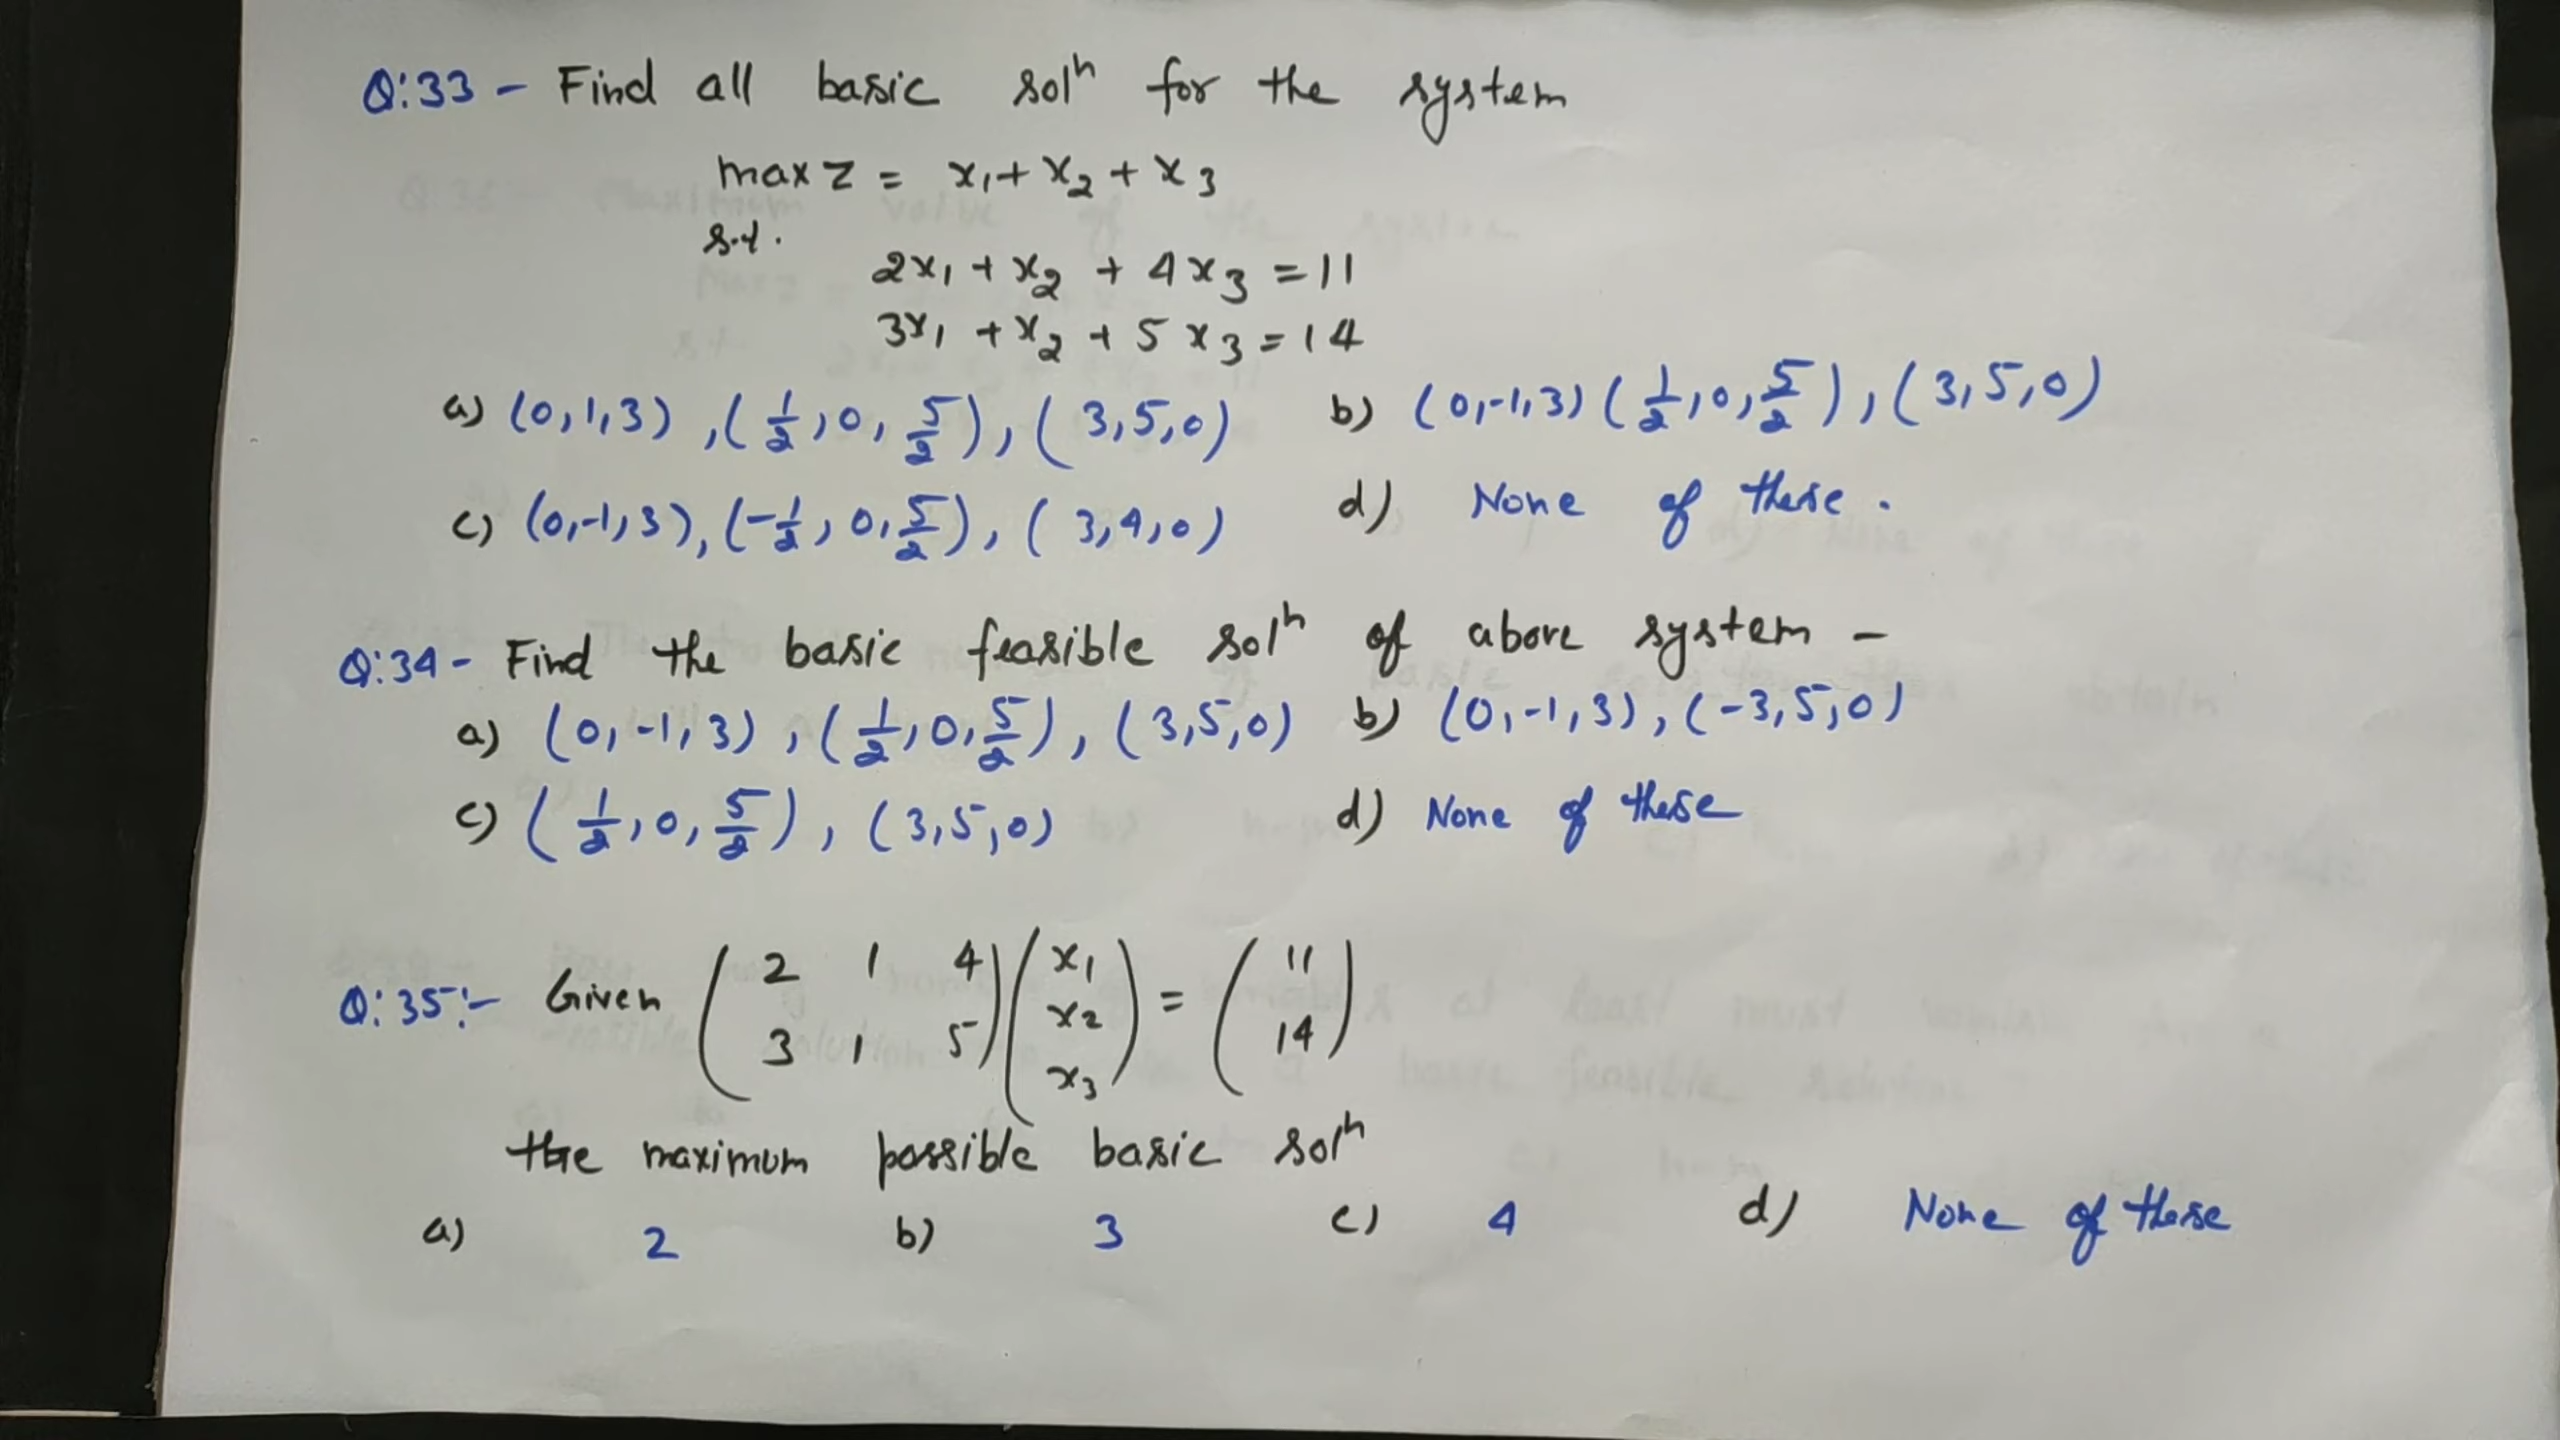 Q:33 - Find all basic solⁿ for the system
max z = x₁ + x₂ + x₃
s.t.
2x₁ + x₂ + 4x₃ = 11
3x₁ + x₂ + 5x₃ = 14
a) (0,1,3), (1/2, 0, 5/2), (3,5,0) b) (0,-1,3) (1/2, 0, 5/2), (3,5,0)
c) (0,-1,3), (-1/2, 0, 5/2), (3,4,0) d) None of these.
Q:34 - Find the basic feasible solⁿ of above system -
a) (0,-1,3), (1/2, 0, 5/2), (3,5,0) b) (0,-1,3), (-3,5,0)
c) (1/2, 0, 5/2), (3,5,0) d) None of these
Q:35:- Given (2 1 4; 3 1 5) (x₁; x₂; x₃) = (11; 14)
the maximum possible basic solⁿ
a) 2 b) 3 c) 4 d) None of these